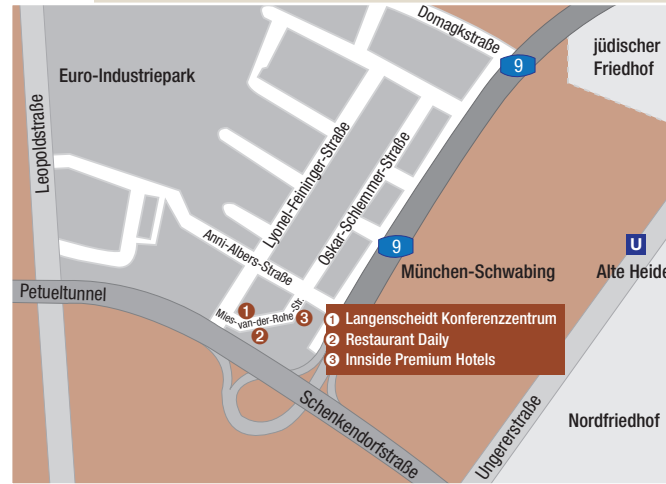 Domagkstraße
9
jüdischer
Friedhof
Euro-Industriepark
Leopoldstraße
Lyonel-Feininger-Straße
Oskar-Schlemmer-Straße
Anni-Albers-Straße
9
U
München-Schwabing
Alte Heide
Petueltunnel
Mies-van-der-Rohe-Str.
1
2
3
1 Langenscheidt Konferenzzentrum
2 Restaurant Daily
3 Innside Premium Hotels
Schenkendorfstraße
Ungererstraße
Nordfriedhof